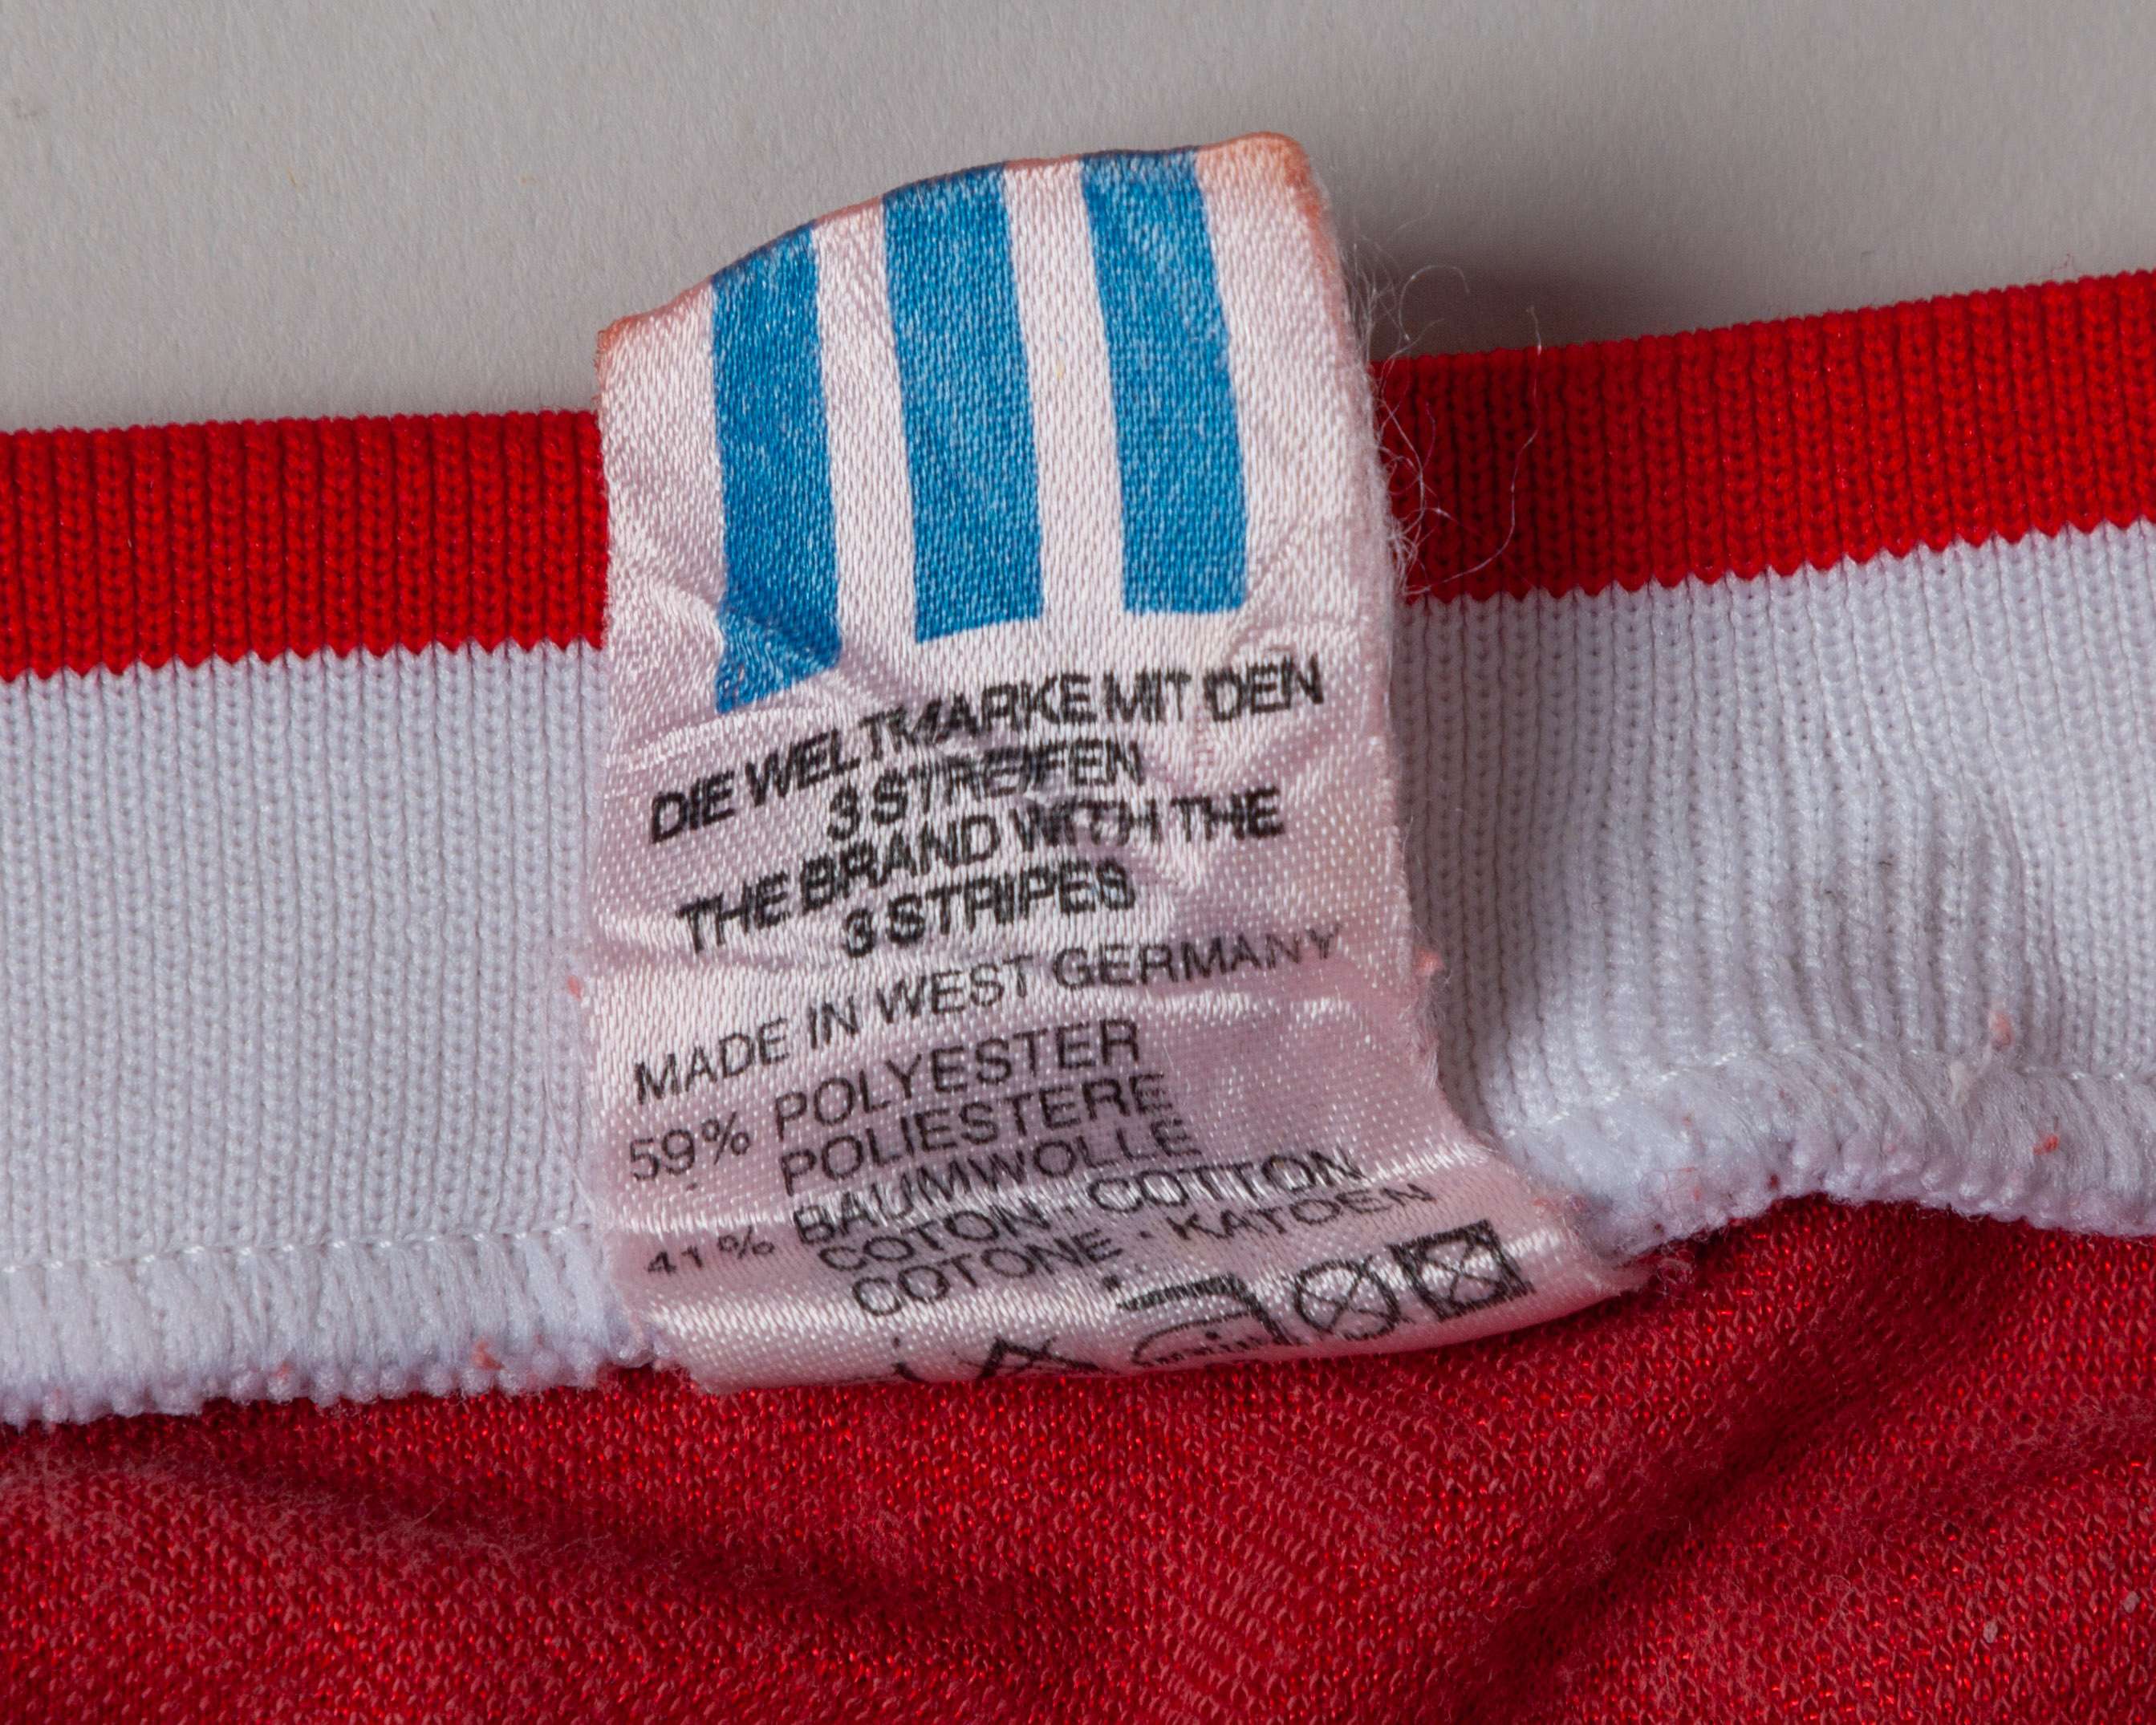 DIE WELTMARKE MIT DEN
3 STREIFEN
THE BRAND WITH THE
3 STRIPES
MADE IN WEST GERMANY
59% POLYESTER
POLIESTERE
41% BAUMWOLLE
COTON · COTTON
COTONE · KATOEN